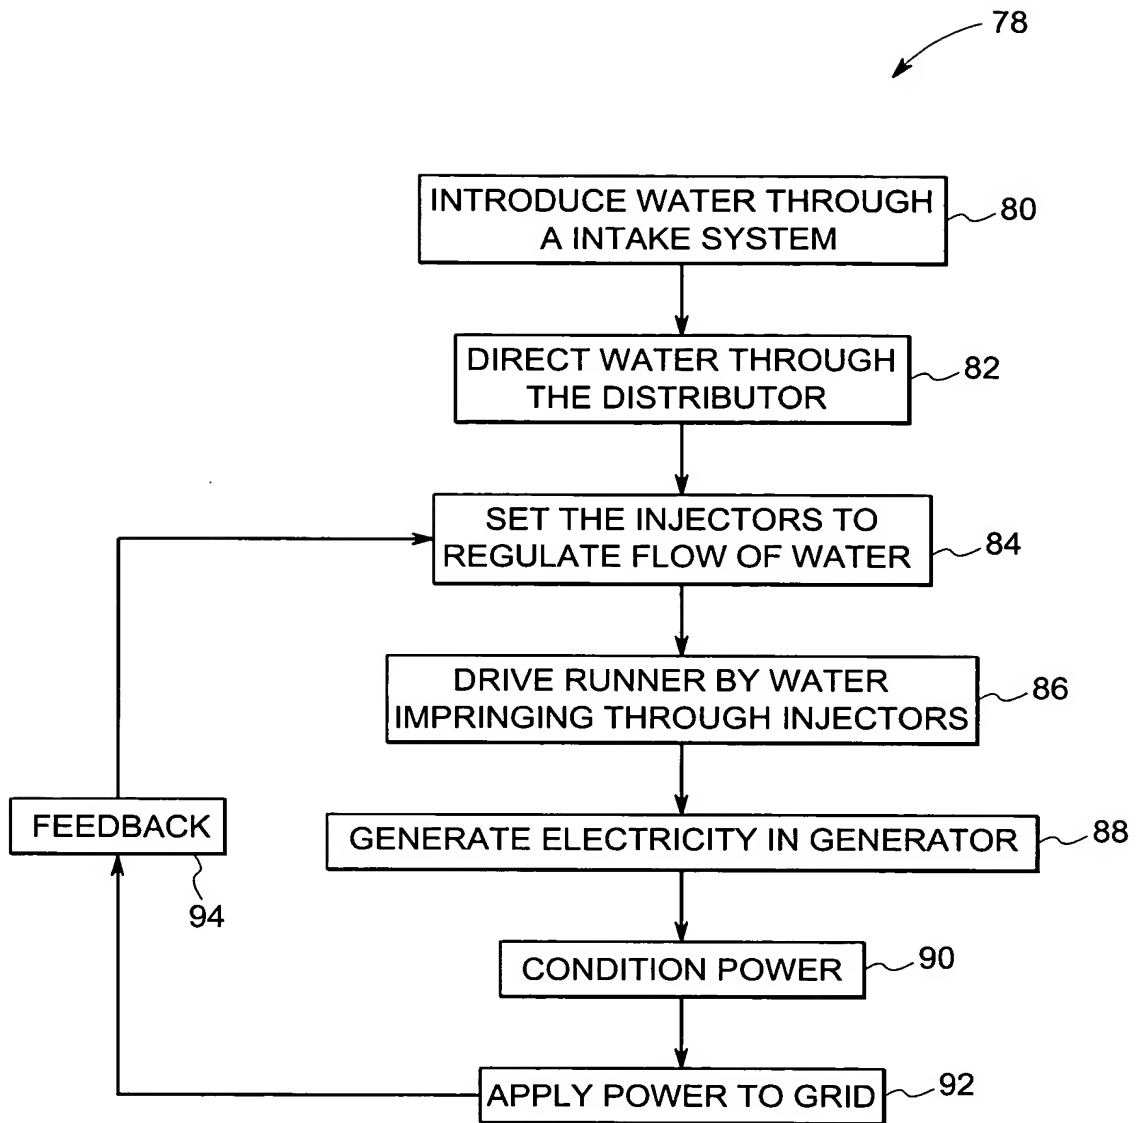 78
INTRODUCE WATER THROUGH
A INTAKE SYSTEM
80
DIRECT WATER THROUGH
THE DISTRIBUTOR
82
SET THE INJECTORS TO
REGULATE FLOW OF WATER
84
DRIVE RUNNER BY WATER
IMPRINGING THROUGH INJECTORS
86
FEEDBACK
94
GENERATE ELECTRICITY IN GENERATOR
88
CONDITION POWER
90
APPLY POWER TO GRID
92